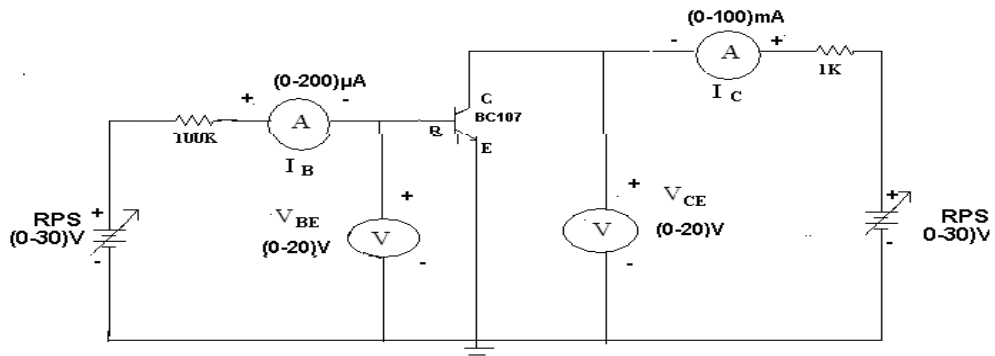 (0-100)mA
- A +
1K
I C
(0-200)µA
+ A -
100K
I B
C
BC107
B
E
RPS
(0-30)V
+
-
V BE
(0-20)V
+
V
-
V CE
(0-20)V
+
V
-
RPS
0-30)V
+
-